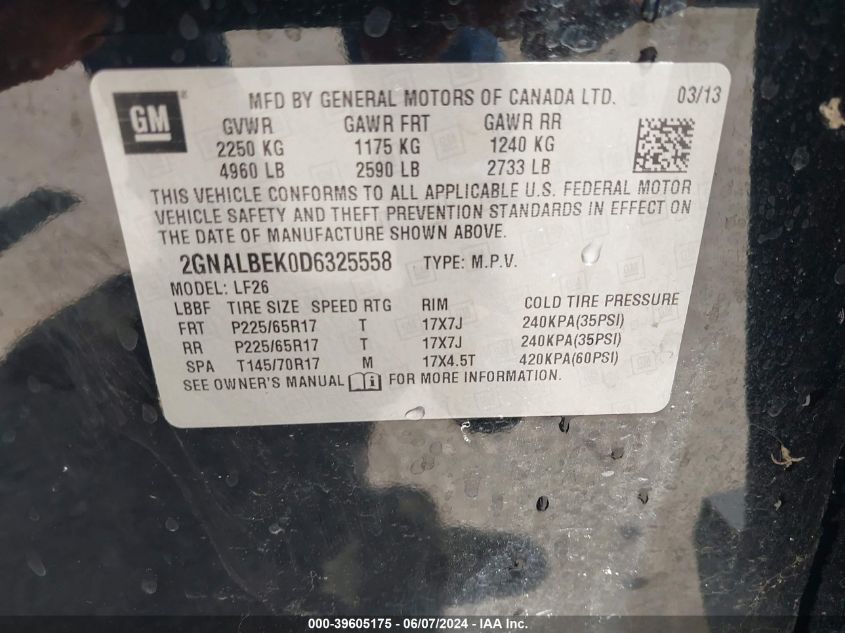 GM
MFD BY GENERAL MOTORS OF CANADA LTD. 03/13
GVWR GAWR FRT GAWR RR
2250 KG 1175 KG 1240 KG
4960 LB 2590 LB 2733 LB
THIS VEHICLE CONFORMS TO ALL APPLICABLE U.S. FEDERAL MOTOR
VEHICLE SAFETY AND THEFT PREVENTION STANDARDS IN EFFECT ON
THE DATE OF MANUFACTURE SHOWN ABOVE.
2GNALBEK0D6325558 TYPE: M.P.V.
MODEL: LF26
LBBF TIRE SIZE SPEED RTG RIM COLD TIRE PRESSURE
FRT P225/65R17 T 17X7J 240KPA(35PSI)
RR P225/65R17 T 17X7J 240KPA(35PSI)
SPA T145/70R17 M 17X4.5T 420KPA(60PSI)
SEE OWNER'S MANUAL FOR MORE INFORMATION.
000-39605175 - 06/07/2024 - IAA Inc.